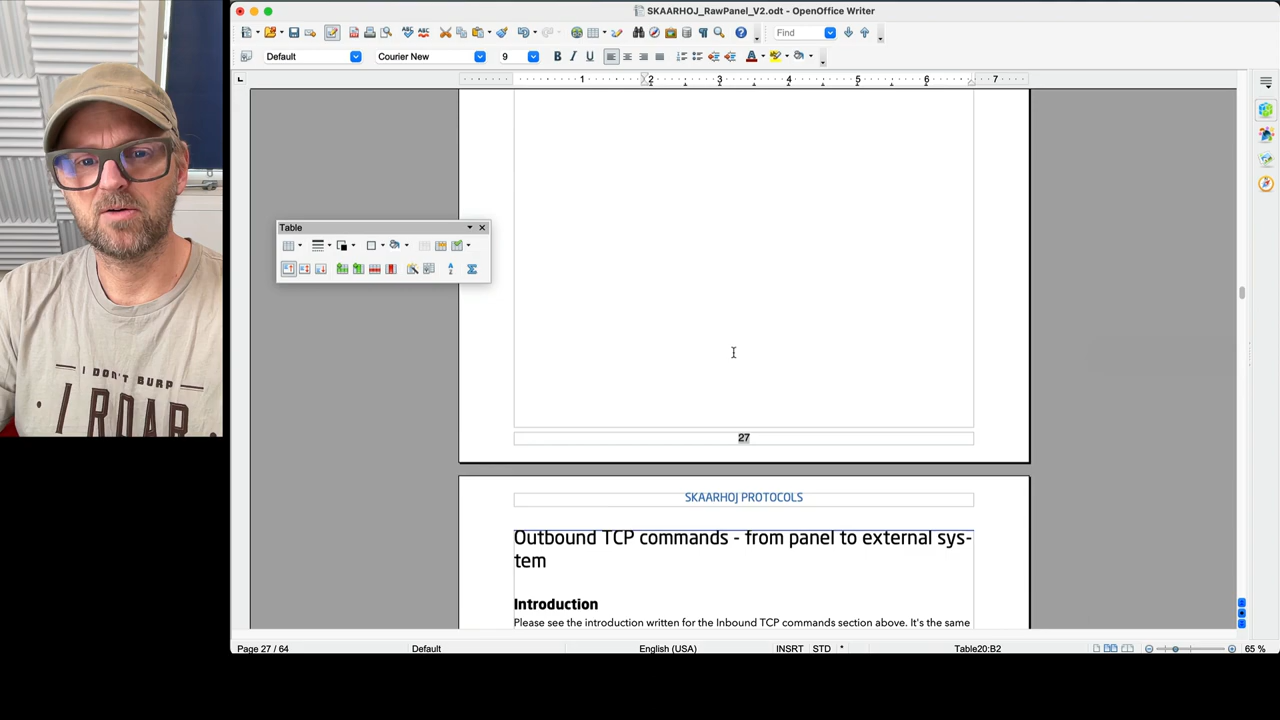 SKAARHOJ_RawPanel_V2.odt - OpenOffice Writer
Find
Default
Courier New
9
B I U
1 2 3 4 5 6 7
Table
27
SKAARHOJ PROTOCOLS
Outbound TCP commands - from panel to external sys-
tem
Introduction
Please see the introduction written for the Inbound TCP commands section above. It's the same
Page 27 / 64
Default
English (USA)
INSRT
STD
*
Table20:B2
65 %
I DON'T BURP
I ROAR